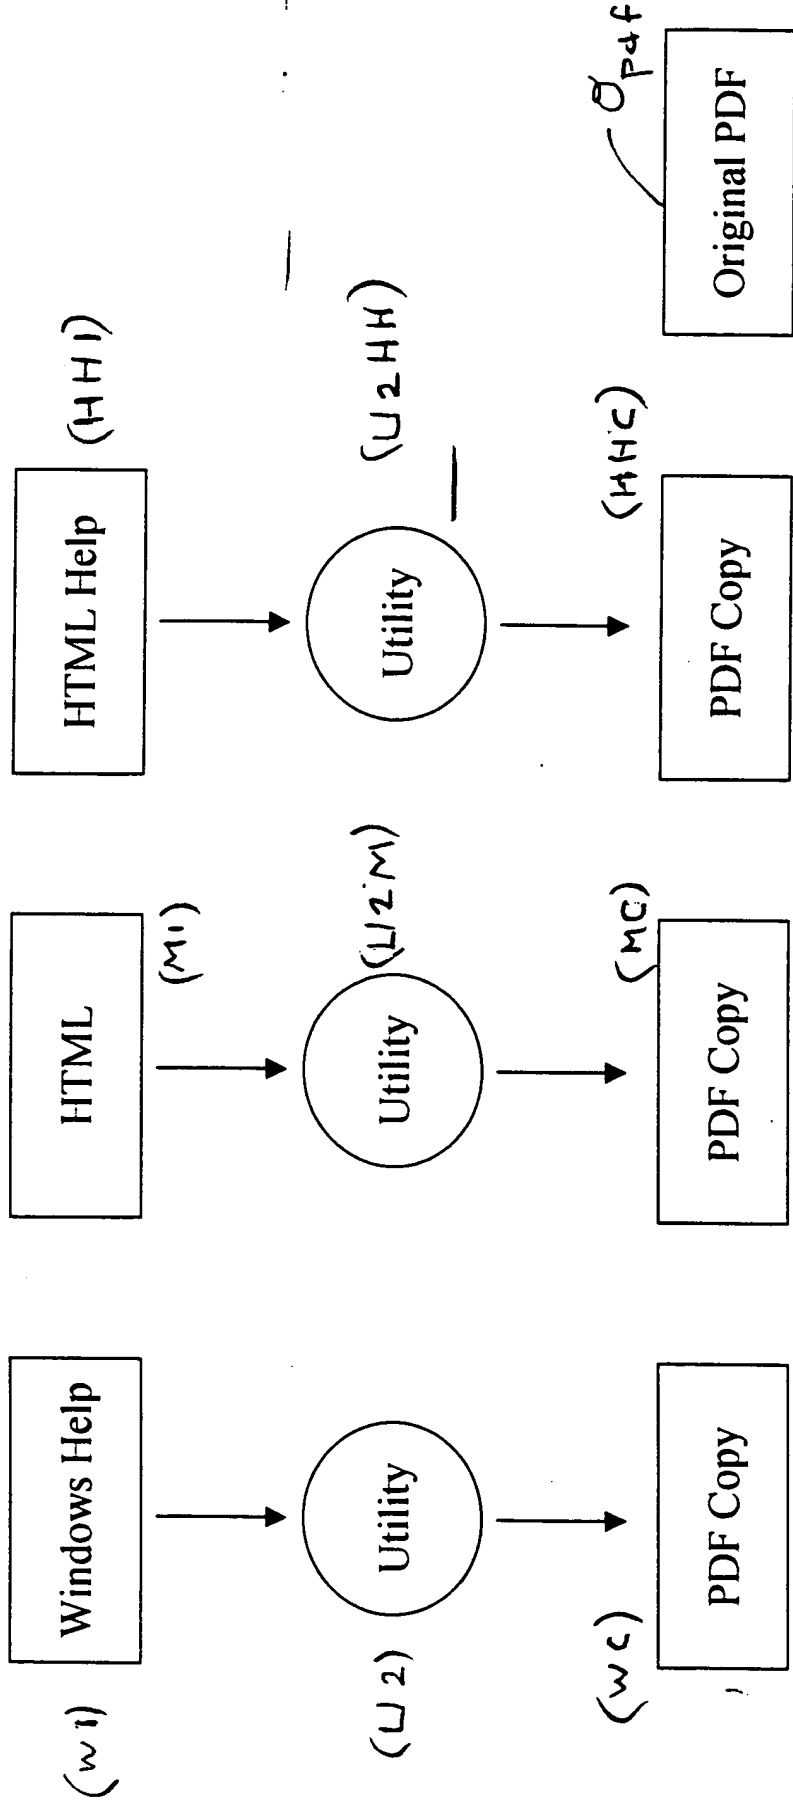 (W1)
Windows Help
HTML
(M1)
HTML Help
(HH1)
(U2)
Utility
Utility
(U2M)
Utility
(U2HH)
(WC)
PDF Copy
(MC)
PDF Copy
(HHC)
PDF Copy
Opdf
Original PDF